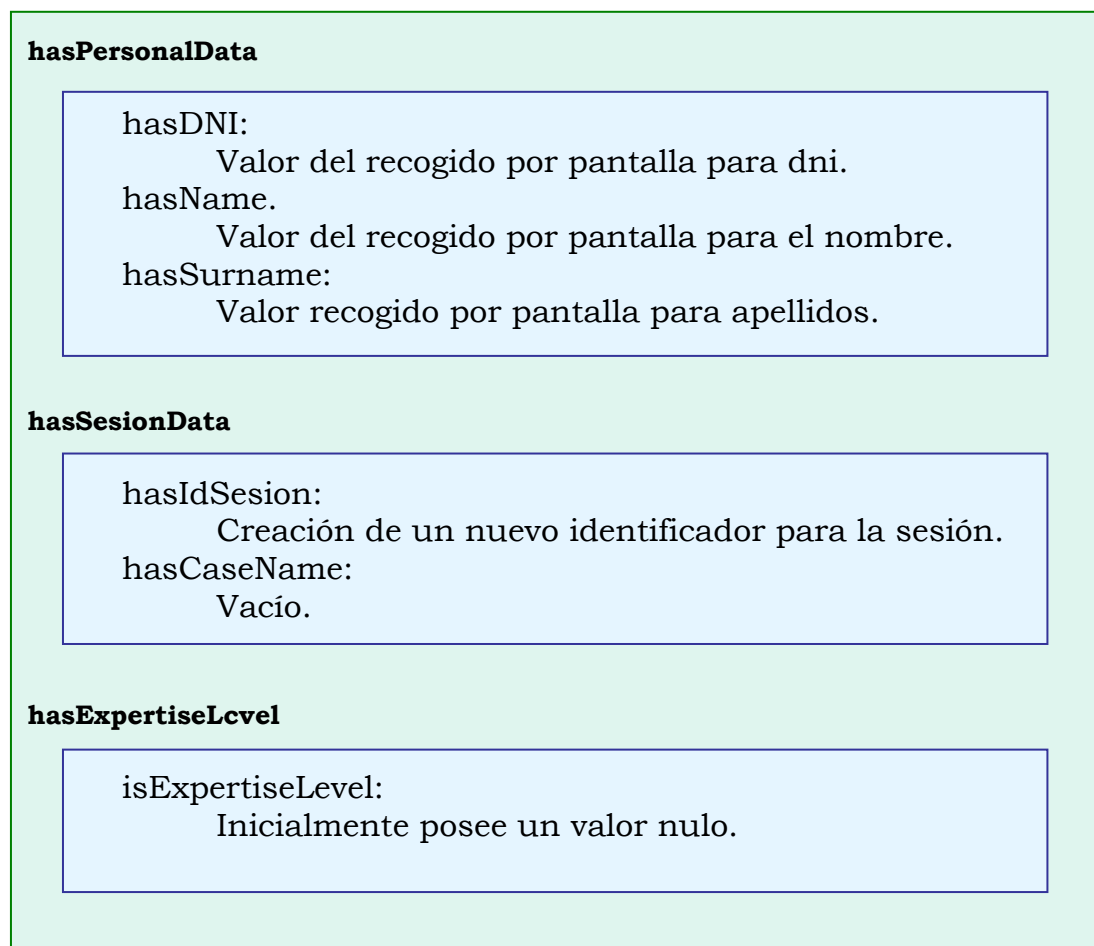 hasPersonalData
hasDNI:
Valor del recogido por pantalla para dni.
hasName.
Valor del recogido por pantalla para el nombre.
hasSurname:
Valor recogido por pantalla para apellidos.
hasSesionData
hasIdSesion:
Creación de un nuevo identificador para la sesión.
hasCaseName:
Vacío.
hasExpertiseLcvel
isExpertiseLevel:
Inicialmente posee un valor nulo.